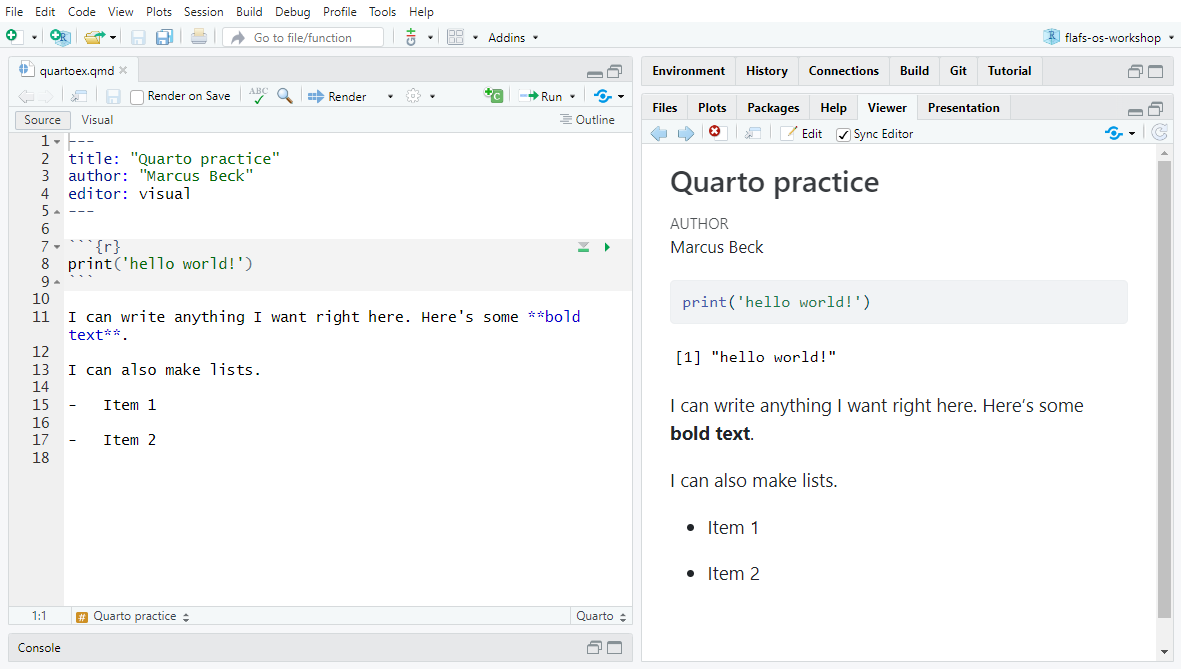 File Edit Code View Plots Session Build Debug Profile Tools Help
Go to file/function Addins flafs-os-workshop
quartoex.qmd
Render on Save ABC Render Run
Source Visual Outline
1 ---
2 title: "Quarto practice"
3 author: "Marcus Beck"
4 editor: visual
5 ---
6
7 ```{r}
8 print('hello world!')
9 ```
10
11 I can write anything I want right here. Here's some **bold
text**.
12
13 I can also make lists.
14
15 -   Item 1
16
17 -   Item 2
18
1:1 # Quarto practice Quarto
Console
Environment History Connections Build Git Tutorial
Files Plots Packages Help Viewer Presentation
Edit Sync Editor
Quarto practice
AUTHOR
Marcus Beck
print('hello world!')
[1] "hello world!"
I can write anything I want right here. Here’s some
bold text.
I can also make lists.
• Item 1
• Item 2